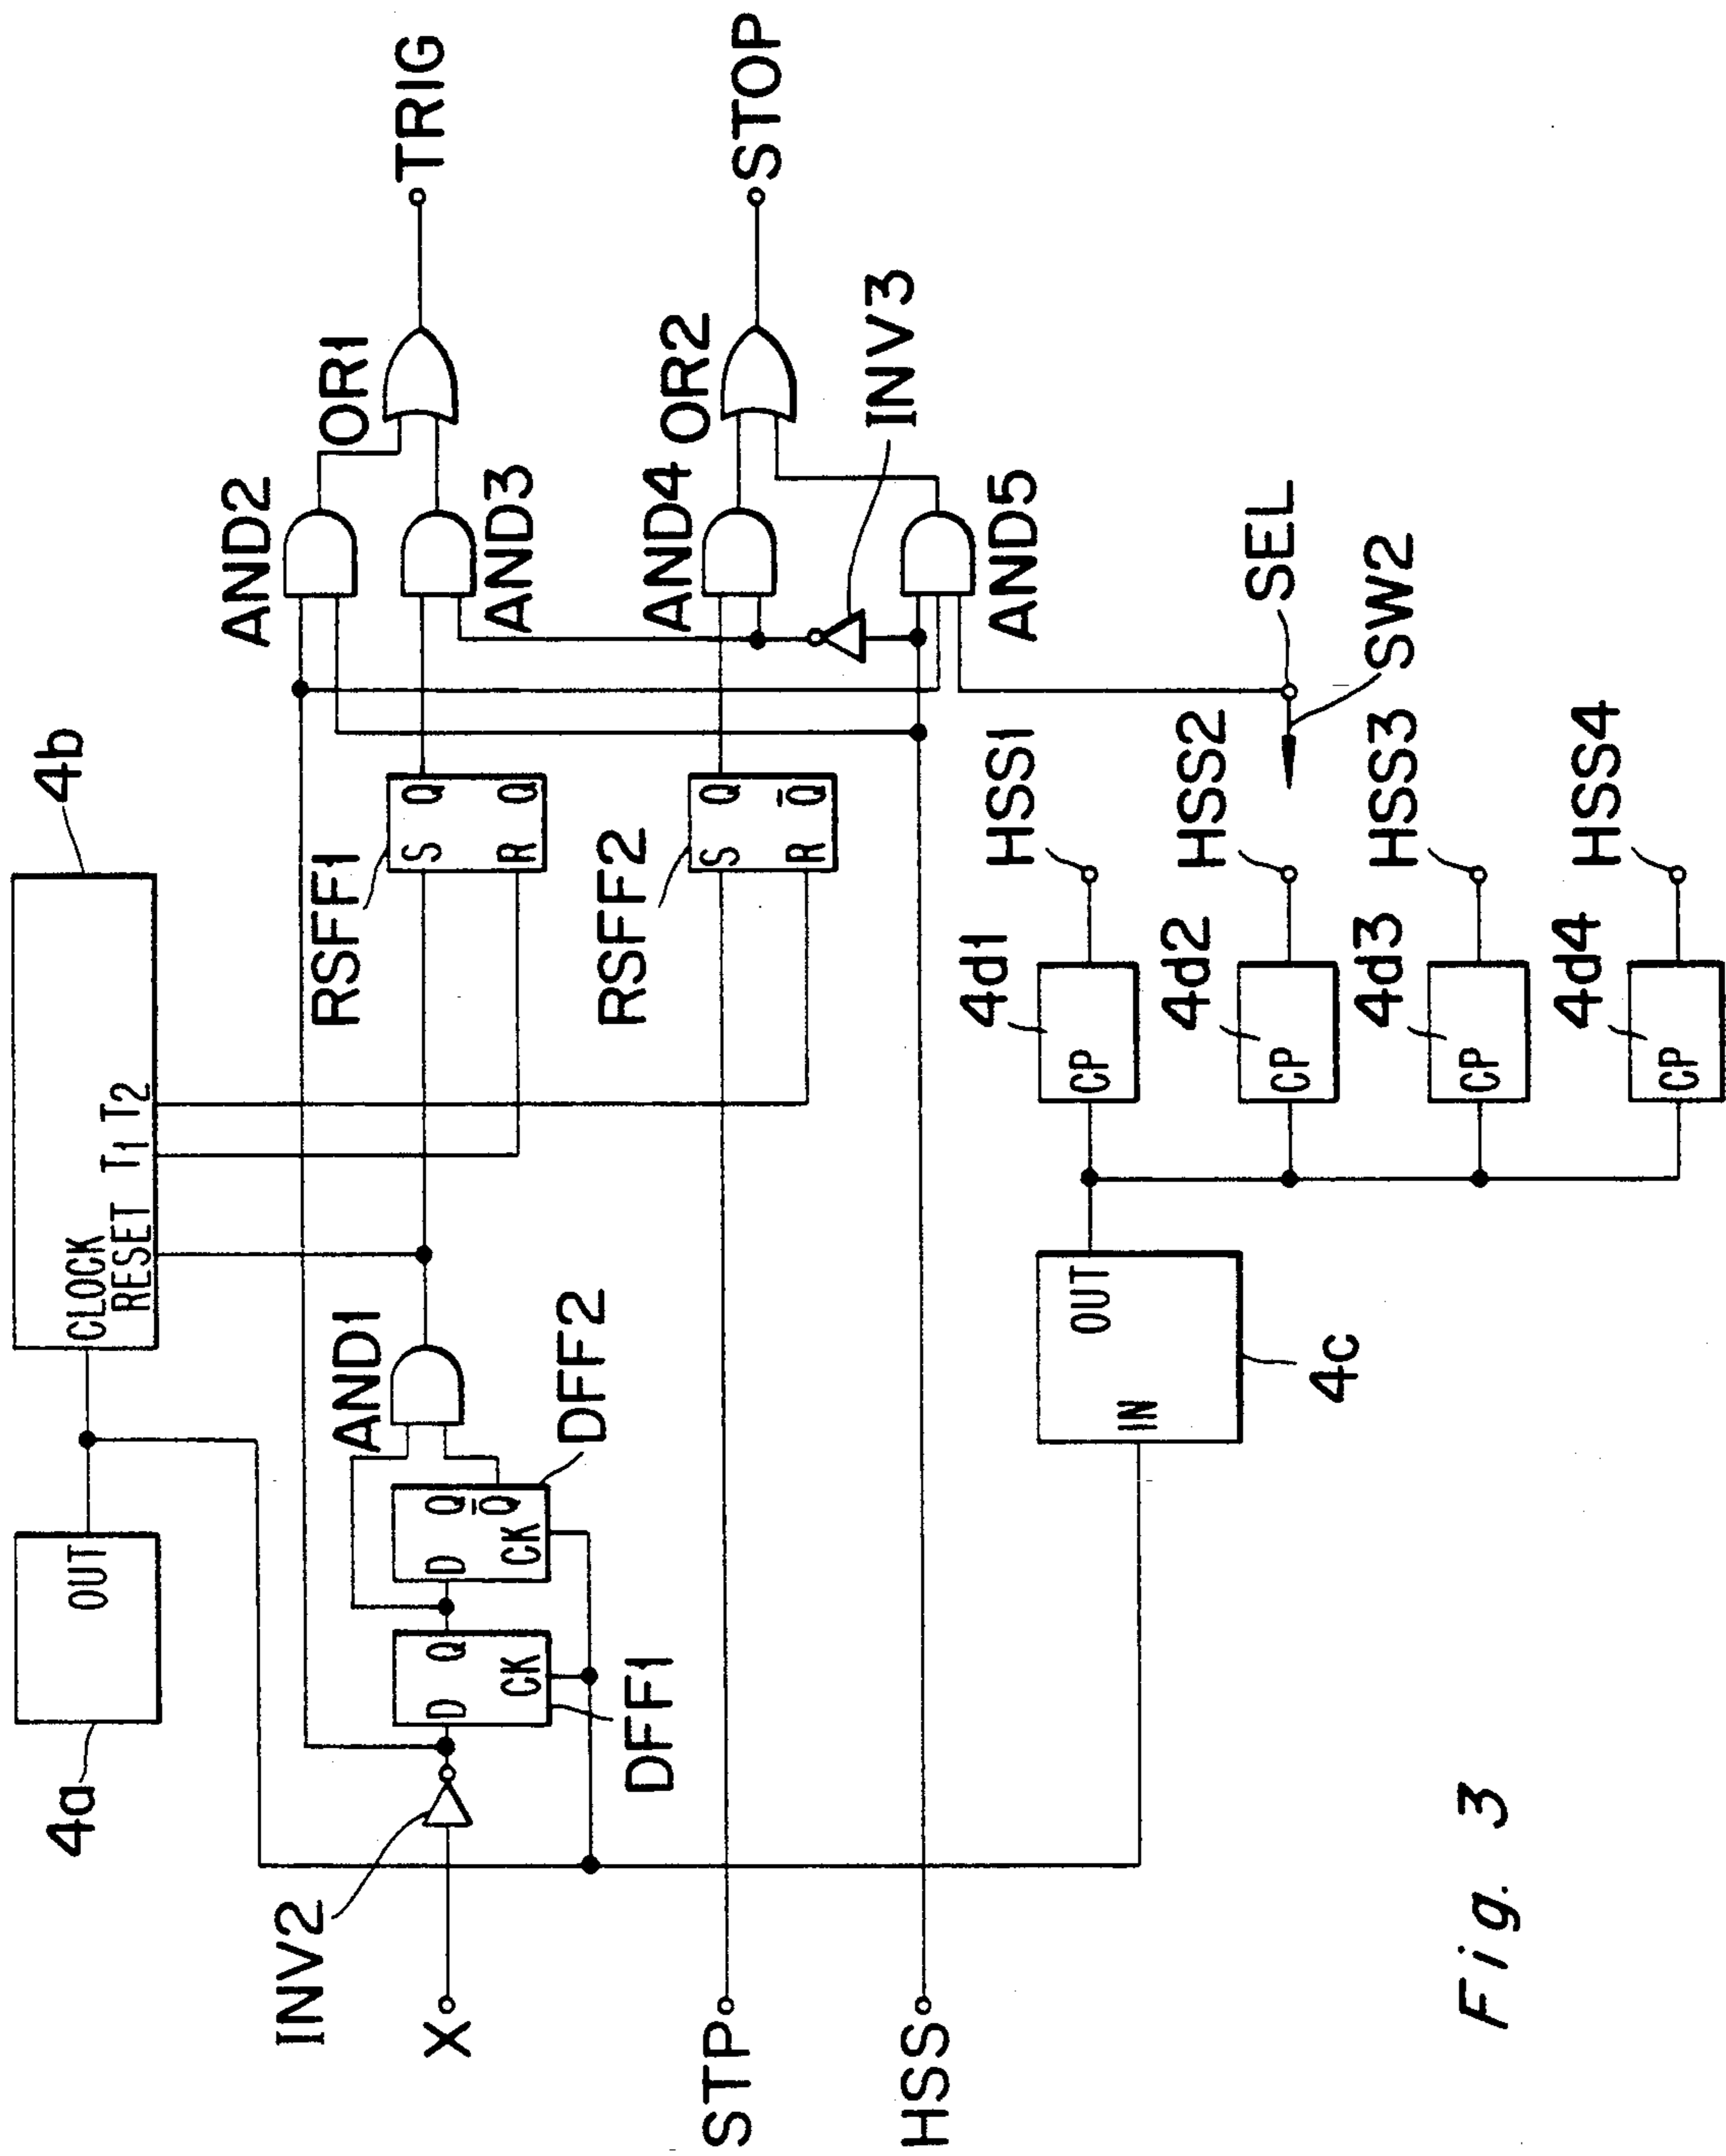 4a
OUT
4b
CLOCK
RESET
T1 T2
INV2
X
D Q
CK
DFF1
D Q
Q̅
CK
DFF2
AND1
RSFF1
S Q
R Q
AND2
AND3
OR1
TRIG
STP
RSFF2
S Q
R Q̅
AND4
OR2
STOP
INV3
HSS
AND5
SEL
SW2
IN
OUT
4c
4d1
CP
HSS1
4d2
CP
HSS2
4d3
CP
HSS3
4d4
CP
HSS4
Fig. 3